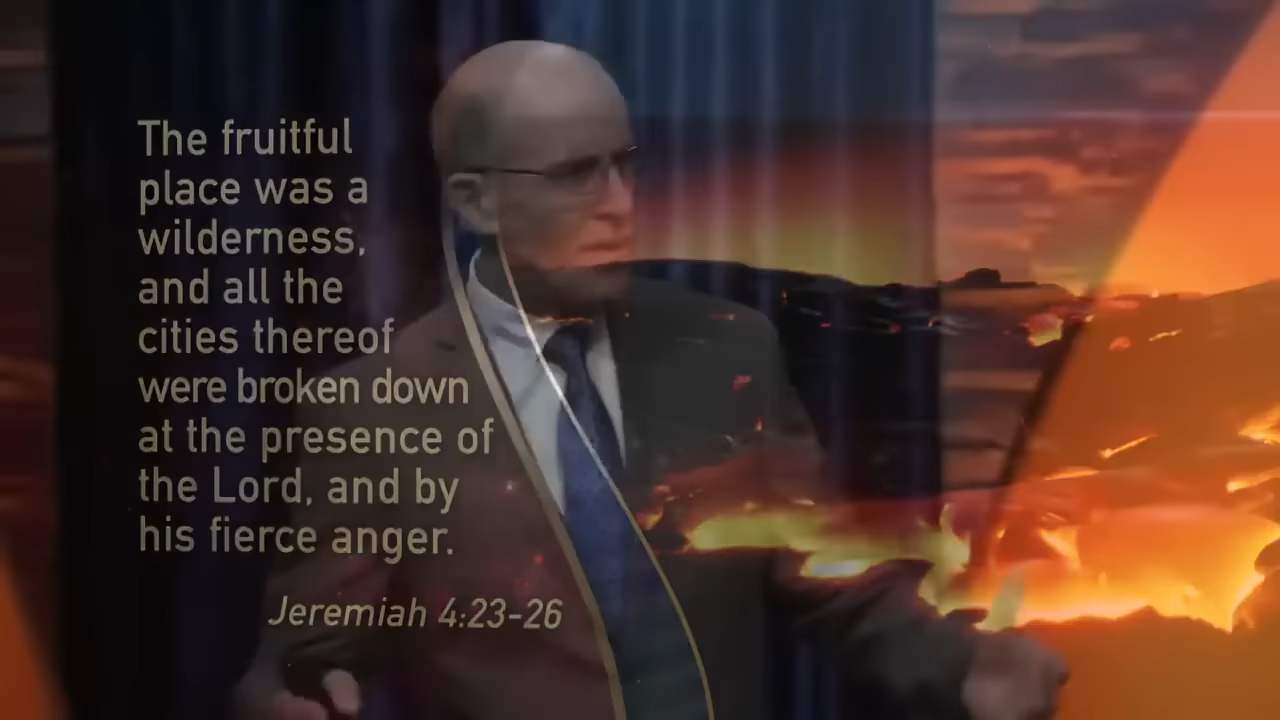 The fruitful
place was a
wilderness,
and all the
cities thereof
were broken down
at the presence of
the Lord, and by
his fierce anger.
Jeremiah 4:23-26